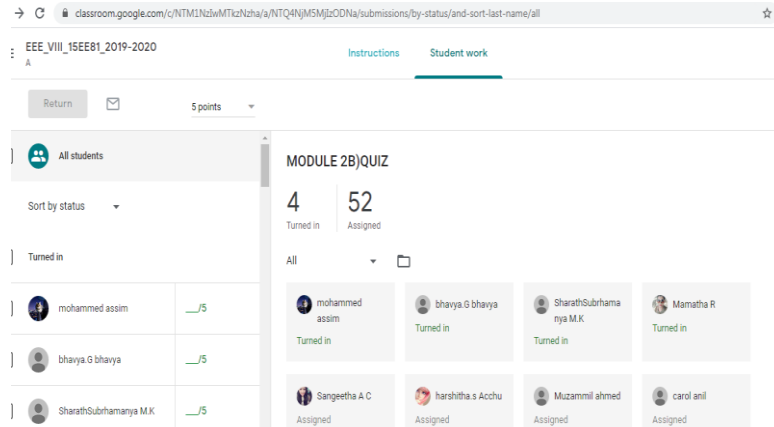 classroom.google.com/c/NTM1NzIwMTkzNzha/a/NTQ4NjM5MjIzODNa/submissions/by-status/and-sort-last-name/all
EEE_VIII_15EE81_2019-2020
A
Instructions
Student work
Return
5 points
All students
Sort by status
Turned in
mohammed assim
__/5
bhavya.G bhavya
__/5
SharathSubrhamanya M.K
__/5
MODULE 2B)QUIZ
4
52
Turned in
Assigned
All
mohammed
assim
Turned in
bhavya.G bhavya
Turned in
SharathSubrhama
nya M.K
Turned in
Mamatha R
Turned in
Sangeetha A C
Assigned
harshitha.s Acchu
Assigned
Muzammil ahmed
Assigned
carol anil
Assigned